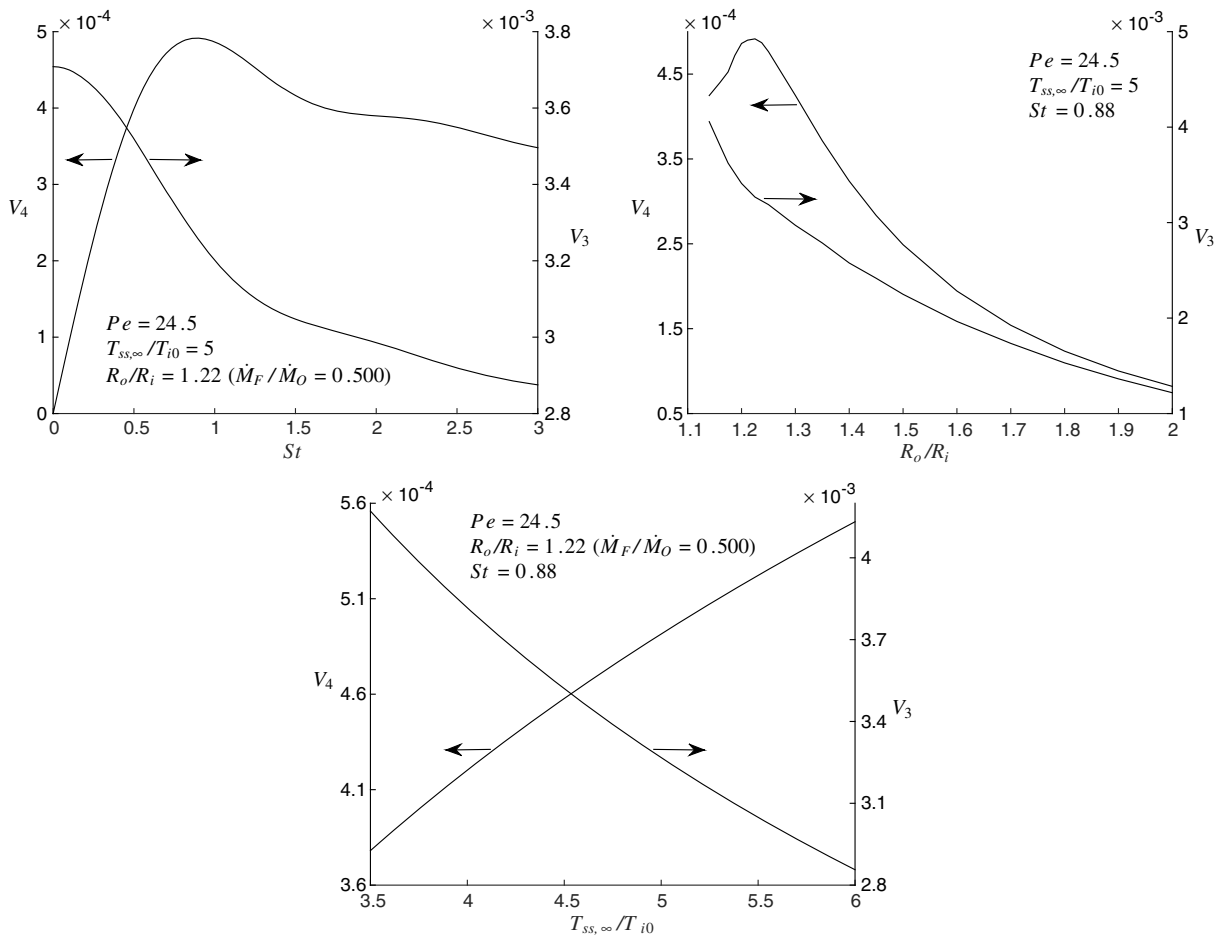 × 10⁻⁴
× 10⁻³
5
4
3
2
1
0
V₄
3.8
3.6
3.4
3.2
3
2.8
V₃
Pe = 24.5
Tss,∞/Ti0 = 5
Ro/Ri = 1.22 (ṀF/ṀO = 0.500)
0 0.5 1 1.5 2 2.5 3
St
× 10⁻⁴
× 10⁻³
4.5
3.5
2.5
1.5
0.5
V₄
5
4
3
2
1
V₃
Pe = 24.5
Tss,∞/Ti0 = 5
St = 0.88
1.1 1.2 1.3 1.4 1.5 1.6 1.7 1.8 1.9 2
Ro/Ri
× 10⁻⁴
× 10⁻³
5.6
5.1
4.6
4.1
3.6
V₄
4
3.7
3.4
3.1
2.8
V₃
Pe = 24.5
Ro/Ri = 1.22 (ṀF/ṀO = 0.500)
St = 0.88
3.5 4 4.5 5 5.5 6
Tss,∞/Ti0